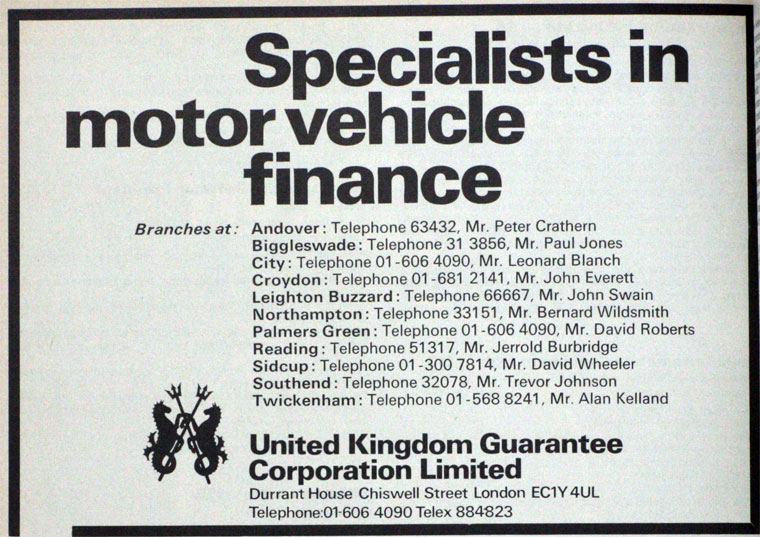 Specialists in
motor vehicle
finance
Branches at: Andover: Telephone 63432, Mr. Peter Crathern
Biggleswade: Telephone 31 3856, Mr. Paul Jones
City: Telephone 01-606 4090, Mr. Leonard Blanch
Croydon: Telephone 01-681 2141, Mr. John Everett
Leighton Buzzard: Telephone 66667, Mr. John Swain
Northampton: Telephone 33151, Mr. Bernard Wildsmith
Palmers Green: Telephone 01-606 4090, Mr. David Roberts
Reading: Telephone 51317, Mr. Jerrold Burbridge
Sidcup: Telephone 01-300 7814, Mr. David Wheeler
Southend: Telephone 32078, Mr. Trevor Johnson
Twickenham: Telephone 01-568 8241, Mr. Alan Kelland
United Kingdom Guarantee
Corporation Limited
Durrant House Chiswell Street London EC1Y 4UL
Telephone:01-606 4090 Telex 884823